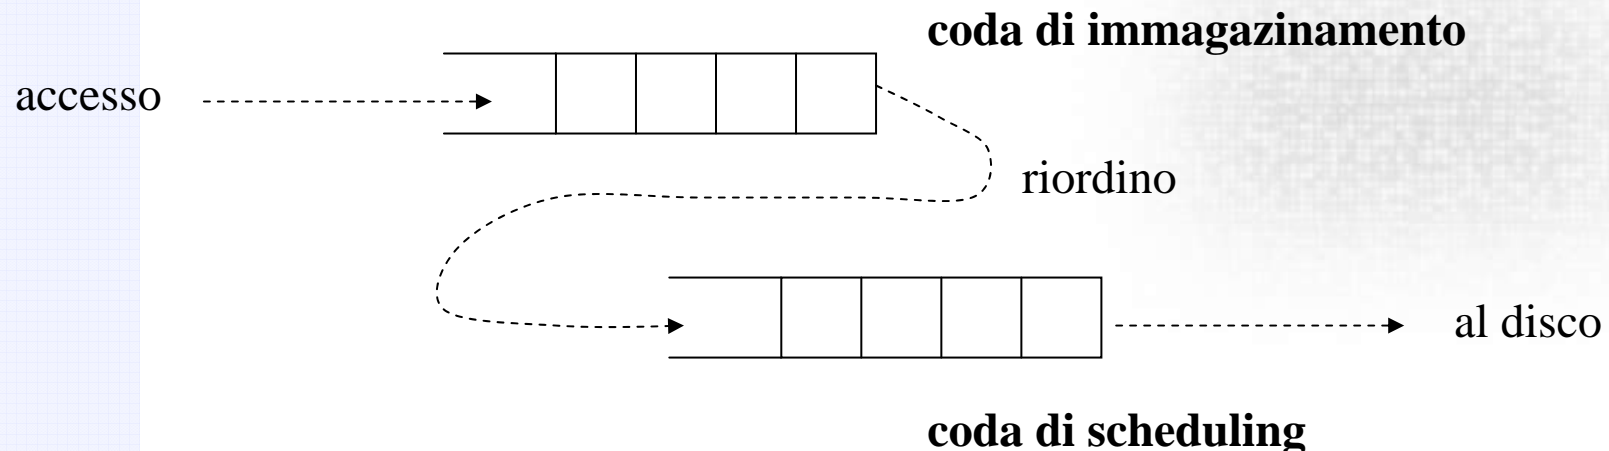 coda di immagazinamento
accesso
riordino
al disco
coda di scheduling